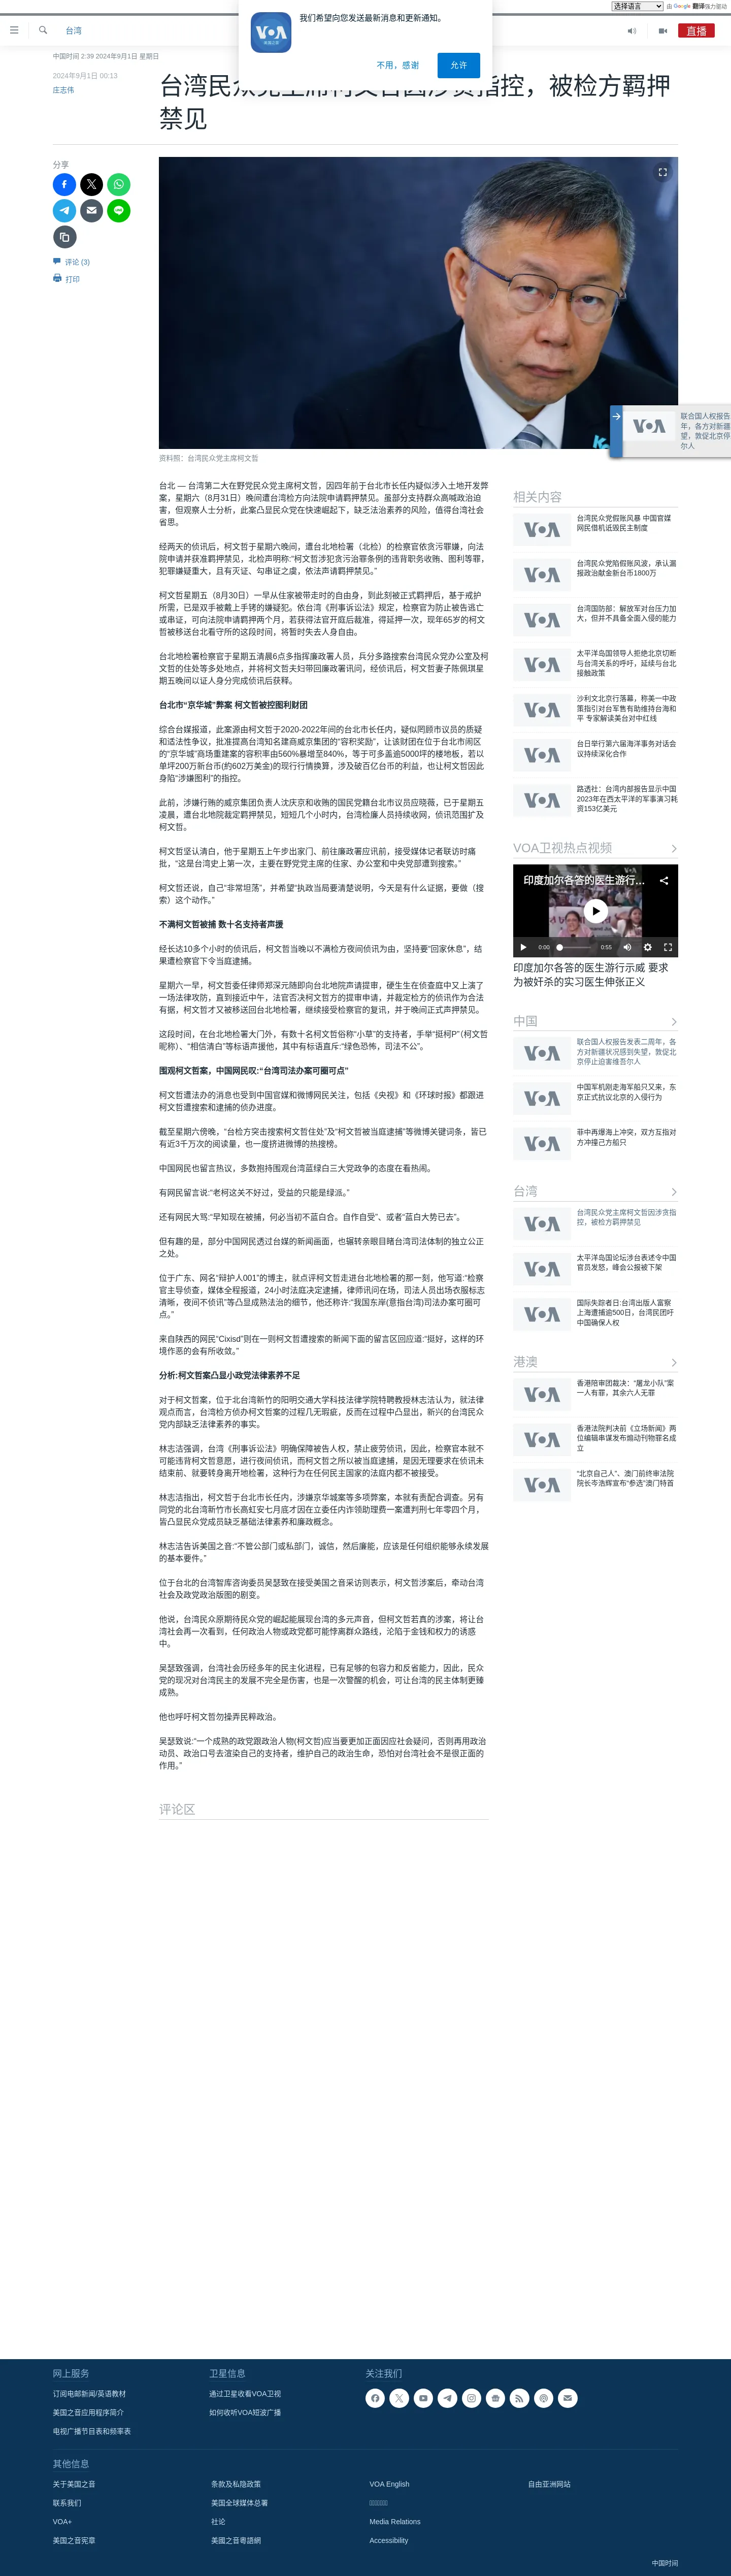 选择语言
由 Google 翻译强力驱动
VOA
我们希望向您发送最新消息和更新通知。
不用，感谢
允许
台湾
直播
中国时间 2:39 2024年9月1日 星期日
2024年9月1日 00:13
庄志伟
禁见
分享
评论 (3)
打印
资料照：台湾民众党主席柯文哲
联合国人权报告
年，各方对新疆
望，敦促北京停
尔人
台北 — 台湾第二大在野党民众党主席柯文哲，因四年前于台北市长任内疑似涉入土地开发弊
案，星期六（8月31日）晚间遭台湾检方向法院申请羁押禁见。虽部分支持群众高喊政治迫
害，但观察人士分析，此案凸显民众党在快速崛起下，缺乏法治素养的风险，值得台湾社会
省思。
经两天的侦讯后，柯文哲于星期六晚间，遭台北地检署（北检）的检察官依贪污罪嫌，向法
院申请并获准羁押禁见，北检声明称:“柯文哲涉犯贪污治罪条例的违背职务收贿、图利等罪，
犯罪嫌疑重大，且有灭证、勾串证之虞，依法声请羁押禁见。”
柯文哲星期五（8月30日）一早从住家被带走时的自由身，到此刻被正式羁押后，基于戒护
所需，已是双手被戴上手铐的嫌疑犯。依台湾《刑事诉讼法》规定，检察官为防止被告逃亡
或串证，可向法院申请羁押两个月，若获得法官开庭后裁准，得延押一次，现年65岁的柯文
哲被移送台北看守所的这段时间，将暂时失去人身自由。
台北地检署检察官于星期五清晨6点多指挥廉政署人员，兵分多路搜索台湾民众党办公室及柯
文哲的住处等多处地点，并将柯文哲夫妇带回廉政署讯问，经侦讯后，柯文哲妻子陈佩琪星
期五晚间以证人身分完成侦讯后获释。
台北市“京华城”弊案 柯文哲被控图利财团
综合台媒报道，此案源由柯文哲于2020-2022年间的台北市长任内，疑似罔顾市议员的质疑
和适法性争议，批准提高台湾知名建商威京集团的“容积奖励”，让该财团在位于台北市闹区
的“京华城”商场重建案的容积率由560%暴增至840%，等于可多盖逾5000坪的楼地板，若以
单坪200万新台币(约602万美金)的现行行情换算，涉及破百亿台币的利益，也让柯文哲因此
身陷“涉嫌图利”的指控。
此前，涉嫌行贿的威京集团负责人沈庆京和收贿的国民党籍台北市议员应晓薇，已于星期五
凌晨，遭台北地院裁定羁押禁见，短短几个小时内，台湾检廉人员持续收网，侦讯范围扩及
柯文哲。
柯文哲坚认清白，他于星期五上午步出家门、前往廉政署应讯前，接受媒体记者联访时痛
批，“这是台湾史上第一次，主要在野党党主席的住家、办公室和中央党部遭到搜索。”
柯文哲还说，自己“非常坦荡”，并希望“执政当局要清楚说明，今天是有什么证据，要做（搜
索）这个动作。”
不满柯文哲被捕 数十名支持者声援
经长达10多个小时的侦讯后，柯文哲当晚以不满检方夜间侦讯为由，坚持要“回家休息”，结
果遭检察官下令当庭逮捕。
星期六一早，柯文哲委任律师郑深元随即向台北地院声请提审，硬生生在侦查庭中又上演了
一场法律攻防，直到接近中午，法官否决柯文哲方的提审申请，并裁定检方的侦讯作为合法
有据，柯文哲才又被移送回台北地检署，继续接受检察官的复讯，并于晚间正式声押禁见。
这段时间，在台北地检署大门外，有数十名柯文哲俗称“小草”的支持者，手举“挺柯P”（柯文哲
昵称）、“相信清白”等标语声援他，其中有标语直斥:“绿色恐怖，司法不公”。
围观柯文哲案，中国网民叹:“台湾司法办案可圈可点”
柯文哲遭法办的消息也受到中国官媒和微博网民关注，包括《央视》和《环球时报》都跟进
柯文哲遭搜索和逮捕的侦办进度。
截至星期六傍晚，“台检方突击搜索柯文哲住处”及“柯文哲被当庭逮捕”等微博关键词条，皆已
有近3千万次的阅读量，也一度挤进微博的热搜榜。
中国网民也留言热议，多数抱持围观台湾蓝绿白三大党政争的态度在看热闹。
有网民留言说:“老柯这关不好过，受益的只能是绿派。”
还有网民大骂:“早知现在被捕，何必当初不蓝白合。自作自受”、或者“蓝白大势已去”。
但有趣的是，部分中国网民透过台媒的新闻画面，也辗转亲眼目睹台湾司法体制的独立公正
之处。
位于广东、网名“辩护人001”的博主，就点评柯文哲走进台北地检署的那一刻，他写道:“检察
官主导侦查，媒体全程报道，24小时法庭决定逮捕，律师讯问在场，司法人员出场衣服标志
清晰，夜间不侦讯”等凸显成熟法治的细节，他还称许:“我国东岸(意指台湾)司法办案可圈可
点。”
来自陕西的网民“Cixisd”则在一则柯文哲遭搜索的新闻下面的留言区回应道:“挺好，这样的环
境作恶的会有所收敛。”
分析:柯文哲案凸显小政党法律素养不足
对于柯文哲案，位于北台湾新竹的阳明交通大学科技法律学院特聘教授林志洁认为，就法律
观点而言，台湾检方侦办柯文哲案的过程几无瑕疵，反而在过程中凸显出，新兴的台湾民众
党内部缺乏法律素养的事实。
林志洁强调，台湾《刑事诉讼法》明确保障被告人权，禁止疲劳侦讯，因此，检察官本就不
可能违背柯文哲意愿，进行夜间侦讯，而柯文哲之所以被当庭逮捕，是因无理要求在侦讯未
结束前、就要转身离开地检署，这种行为在任何民主国家的法庭内都不被接受。
林志洁指出，柯文哲于台北市长任内，涉嫌京华城案等多项弊案，本就有责配合调查。另有
同党的北台湾新竹市长高虹安七月底才因在立委任内诈领助理费一案遭判刑七年零四个月，
皆凸显民众党成员缺乏基础法律素养和廉政概念。
林志洁告诉美国之音:“不管公部门或私部门，诚信，然后廉能，应该是任何组织能够永续发展
的基本要件。”
位于台北的台湾智库咨询委员吴瑟致在接受美国之音采访则表示，柯文哲涉案后，牵动台湾
社会及政党政治版图的剧变。
他说，台湾民众原期待民众党的崛起能展现台湾的多元声音，但柯文哲若真的涉案，将让台
湾社会再一次看到，任何政治人物或政党都可能悖离群众路线，沦陷于金钱和权力的诱惑
中。
吴瑟致强调，台湾社会历经多年的民主化进程，已有足够的包容力和反省能力，因此，民众
党的现况对台湾民主的发展不完全是伤害，也是一次警醒的机会，可让台湾的民主体制更臻
成熟。
他也呼吁柯文哲勿操弄民粹政治。
吴瑟致说:“一个成熟的政党跟政治人物(柯文哲)应当要更加正面因应社会疑问，否则再用政治
动员、政治口号去渲染自己的支持者，维护自己的政治生命，恐怕对台湾社会不是很正面的
作用。”
评论区
相关内容
台湾民众党假账风暴 中国官媒
网民借机诋毁民主制度
台湾民众党陷假账风波，承认漏
报政治献金新台币1800万
台湾国防部：解放军对台压力加
大，但并不具备全面入侵的能力
太平洋岛国领导人拒绝北京切断
与台湾关系的呼吁，延续与台北
接触政策
沙利文北京行落幕，称美一中政
策指引对台军售有助维持台海和
平 专家解读美台对中红线
台日举行第六届海洋事务对话会
议持续深化合作
路透社：台湾内部报告显示中国
2023年在西太平洋的军事演习耗
资153亿美元
VOA卫视热点视频
印度加尔各答的医生游行…
0:00
0:55
印度加尔各答的医生游行示威 要求
为被奸杀的实习医生伸张正义
中国
联合国人权报告发表二周年，各
方对新疆状况感到失望，敦促北
京停止迫害维吾尔人
中国军机刚走海军船只又来，东
京正式抗议北京的入侵行为
菲中再爆海上冲突，双方互指对
方冲撞己方船只
台湾
台湾民众党主席柯文哲因涉贪指
控，被检方羁押禁见
太平洋岛国论坛涉台表述令中国
官员发怒，峰会公报被下架
国际失踪者日:台湾出版人富察
上海遭捕逾500日，台湾民团吁
中国确保人权
港澳
香港陪审团裁决：“屠龙小队”案
一人有罪，其余六人无罪
香港法院判决前《立场新闻》两
位编辑串谋发布煽动刊物罪名成
立
“北京自己人”，澳门前终审法院
院长岑浩辉宣布“参选”澳门特首
网上服务
订阅电邮新闻/英语教材
美国之音应用程序简介
电视广播节目表和频率表
卫星信息
通过卫星收看VOA卫视
如何收听VOA短波广播
关注我们
其他信息
关于美国之音
条款及私隐政策
VOA English
自由亚洲网站
联系我们
美国全球媒体总署
VOA+
社论
Media Relations
美国之音宪章
美國之音粵語網
Accessibility
中国时间